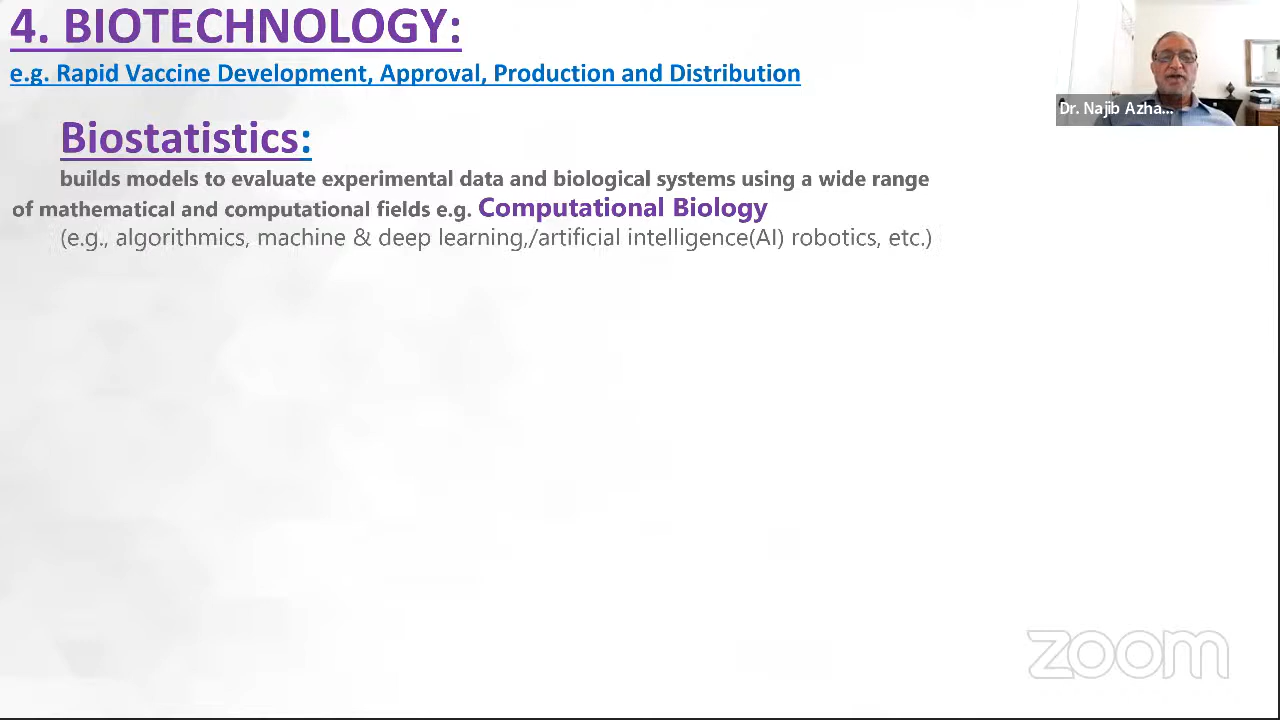 4. BIOTECHNOLOGY:
e.g. Rapid Vaccine Development, Approval, Production and Distribution
Dr. Najib Azha...
Biostatistics:
builds models to evaluate experimental data and biological systems using a wide range
of mathematical and computational fields e.g. Computational Biology
(e.g., algorithmics, machine & deep learning,/artificial intelligence(AI) robotics, etc.)
zoom